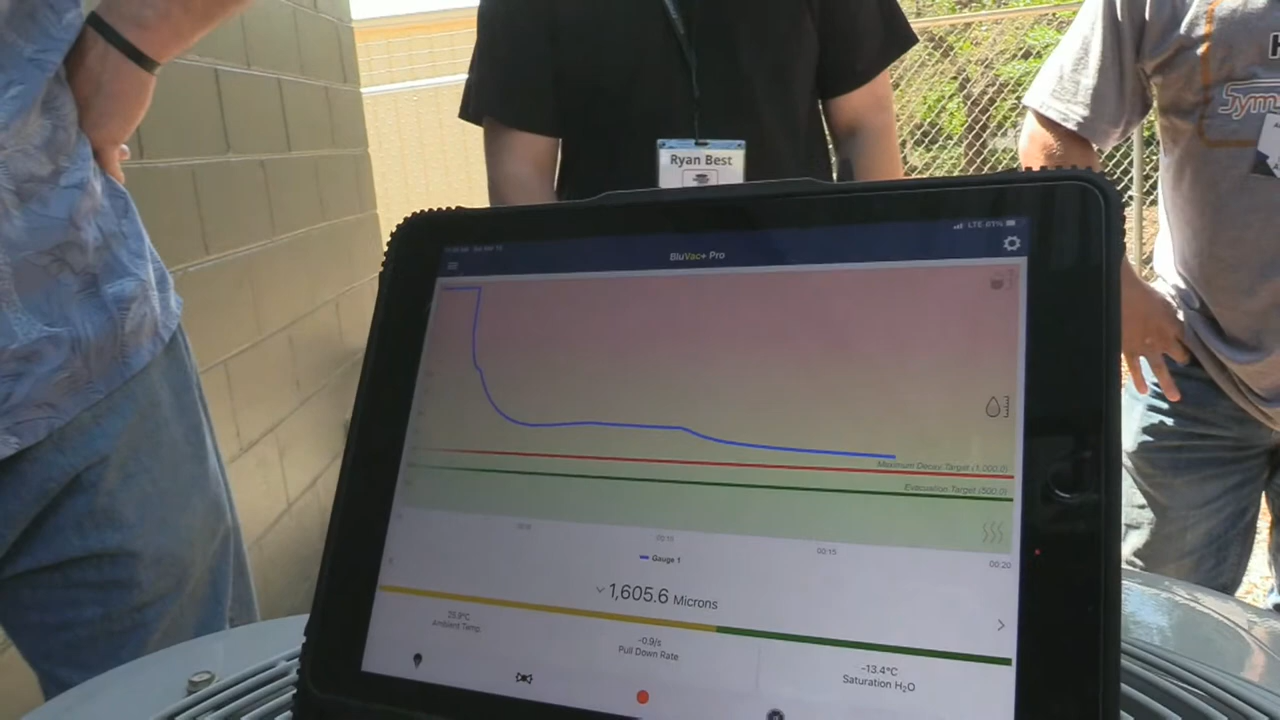 Ryan Best
H
Sym
LTE 61%
BluVac+ Pro
Maximum Decay Target (1,000.0)
Evacuation Target (500.0)
00:15
00:20
Gauge 1
1,605.6 Microns
25.9°C
Ambient Temp.
-0.9/s
Pull Down Rate
-13.4°C
Saturation H₂O